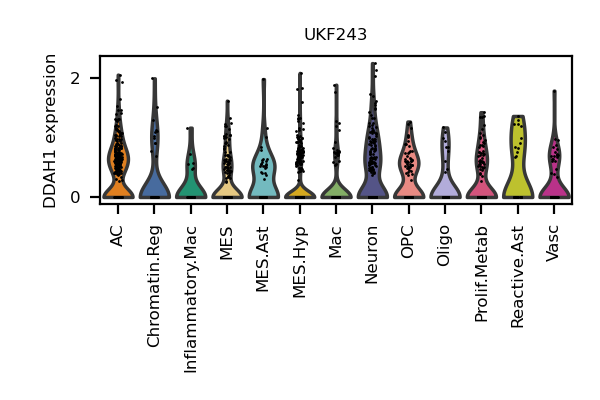 UKF243
DDAH1 expression
2
0
AC
Chromatin.Reg
Inflammatory.Mac
MES
MES.Ast
MES.Hyp
Mac
Neuron
OPC
Oligo
Prolif.Metab
Reactive.Ast
Vasc